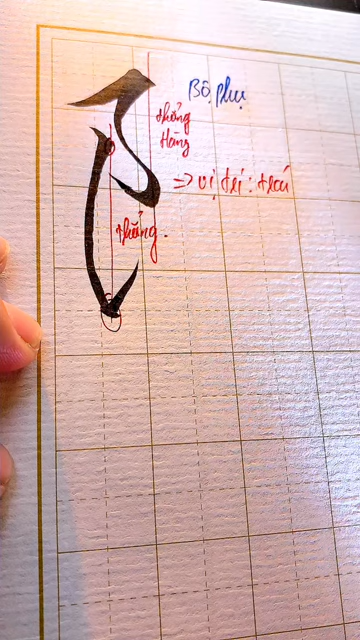 Bộ phụ
thẳng
Hàng
=> vị trí : trái
thẳng.